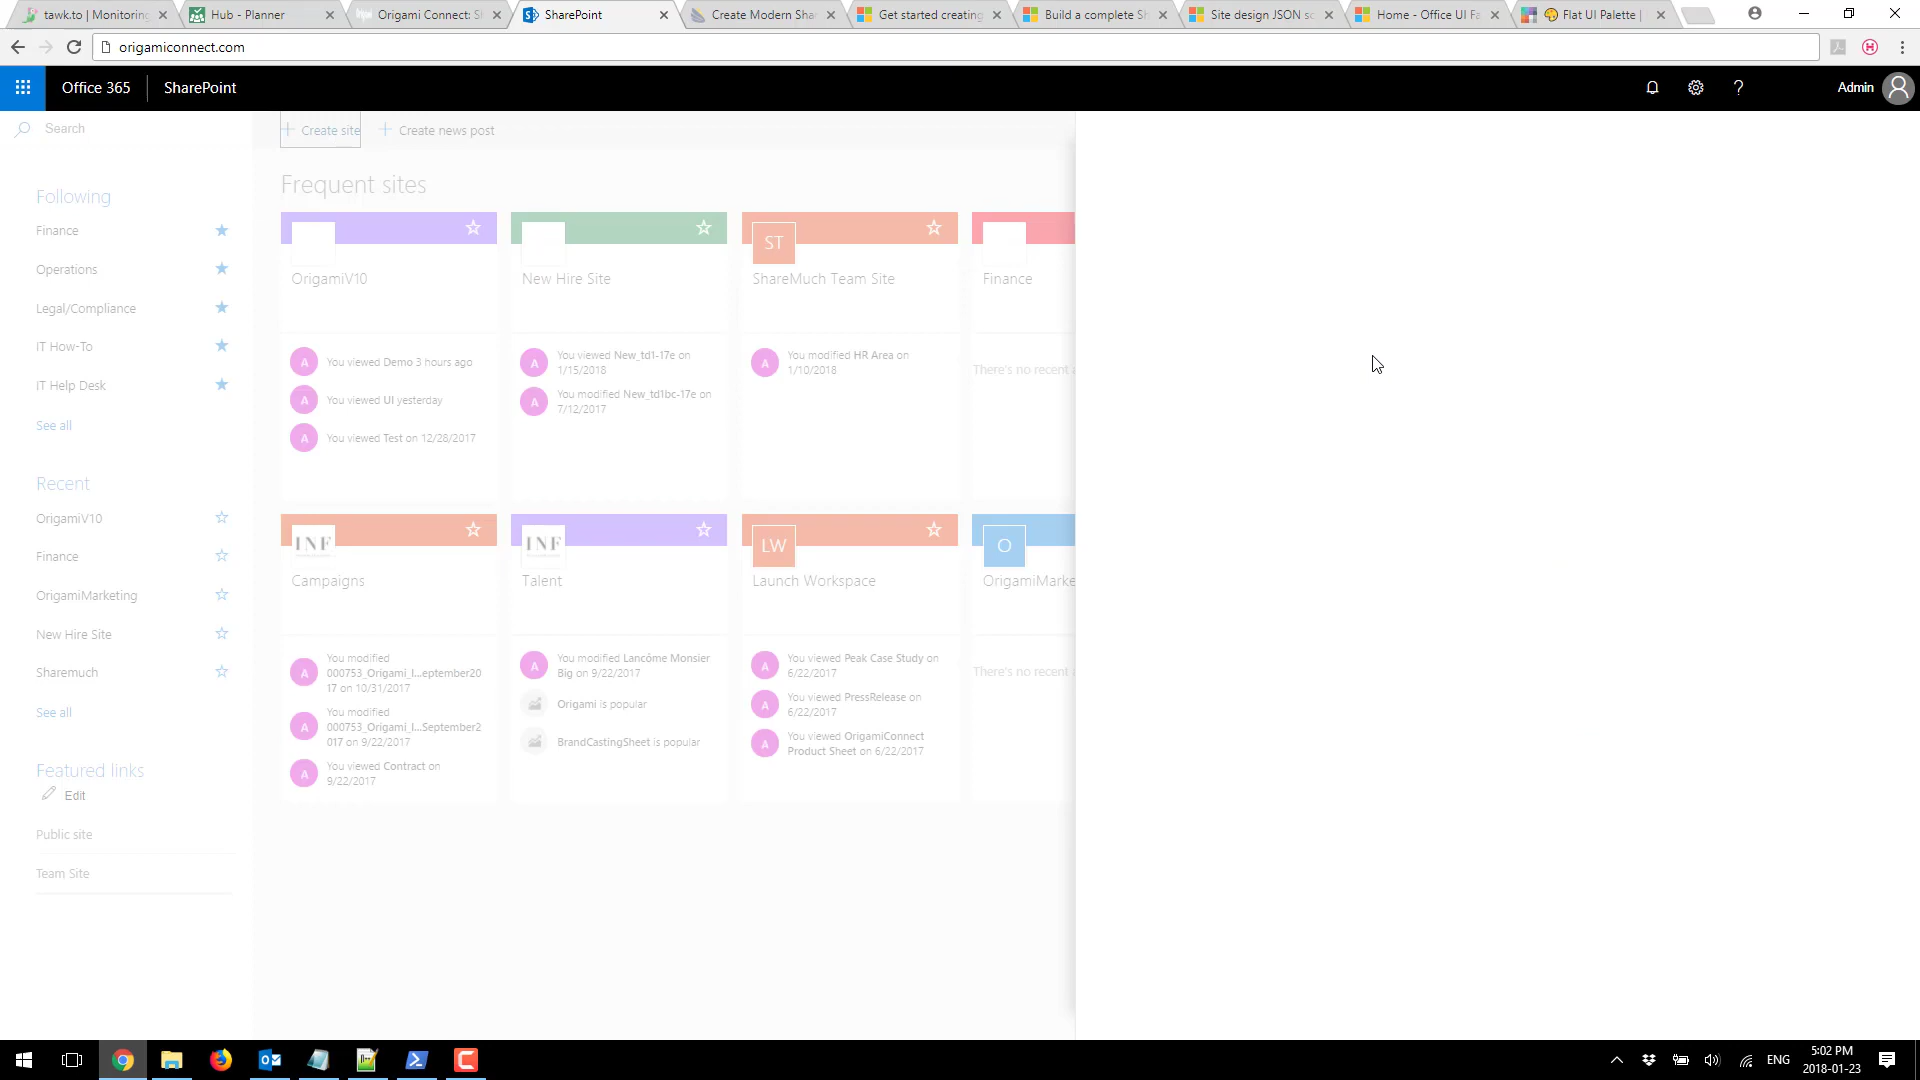 tawk.to | Monitoring
Hub - Planner
Origami Connect: S
SharePoint
Create Modern Sha
Get started creating
Build a complete Sh
Site design JSON sc
Home - Office UI Fa
Flat UI Palette |
origamiconnect.com
Office 365
SharePoint
Admin
Search
Create site
Create news post
Following
Finance
Operations
Legal/Compliance
IT How-To
IT Help Desk
See all
Recent
OrigamiV10
Finance
OrigamiMarketing
New Hire Site
Sharemuch
See all
Featured links
Edit
Public site
Team Site
Frequent sites
OrigamiV10
A
You viewed Demo 3 hours ago
A
You viewed UI yesterday
A
You viewed Test on 12/28/2017
New Hire Site
A
You viewed New_td1-17e on
1/15/2018
A
You modified New_td1bc-17e on
7/12/2017
ST
ShareMuch Team Site
A
You modified HR Area on
1/10/2018
Finance
There's no recent a
INF
Campaigns
A
You modified
000753_Origami_I...eptember20
17 on 10/31/2017
A
You modified
000753_Origami_I...September2
017 on 9/22/2017
A
You viewed Contract on
9/22/2017
INF
Talent
A
You modified Lancôme Monsier
Big on 9/22/2017
Origami is popular
BrandCastingSheet is popular
LW
Launch Workspace
A
You viewed Peak Case Study on
6/22/2017
A
You viewed PressRelease on
6/22/2017
A
You viewed OrigamiConnect
Product Sheet on 6/22/2017
O
OrigamiMarke
There's no recent a
ENG
5:02 PM
2018-01-23